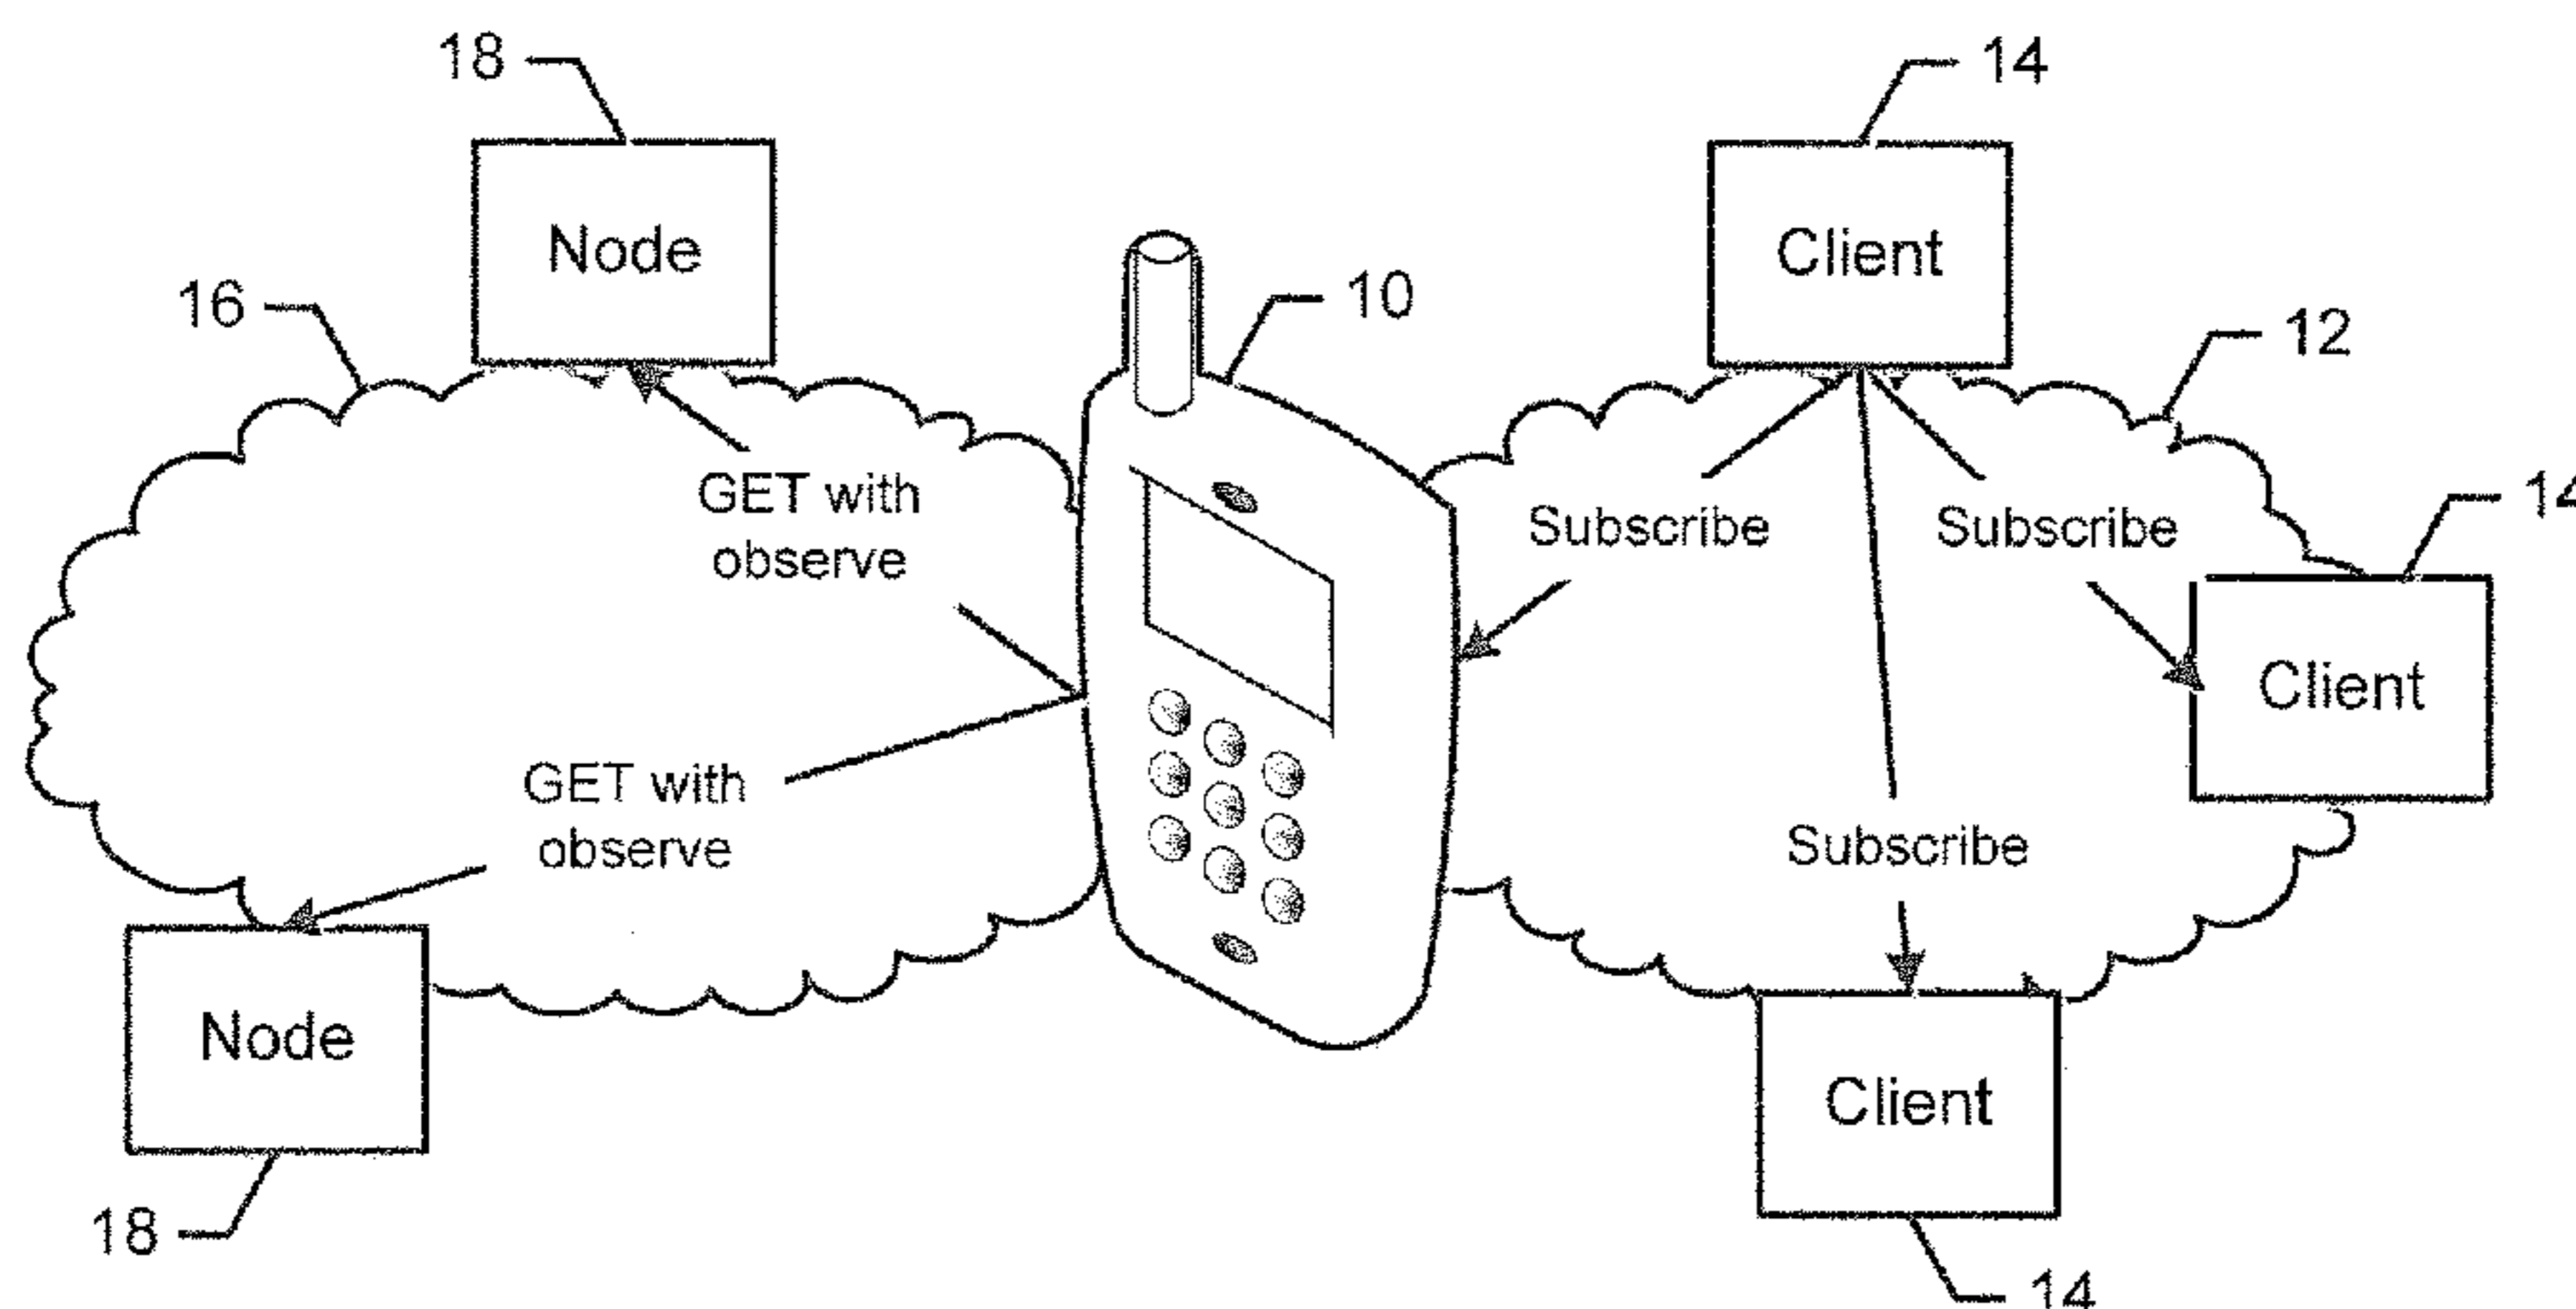 18
14
Node
Client
16
10
12
GET with
observe
Subscribe
Subscribe
14
Client
GET with
observe
Subscribe
Node
Client
18
14